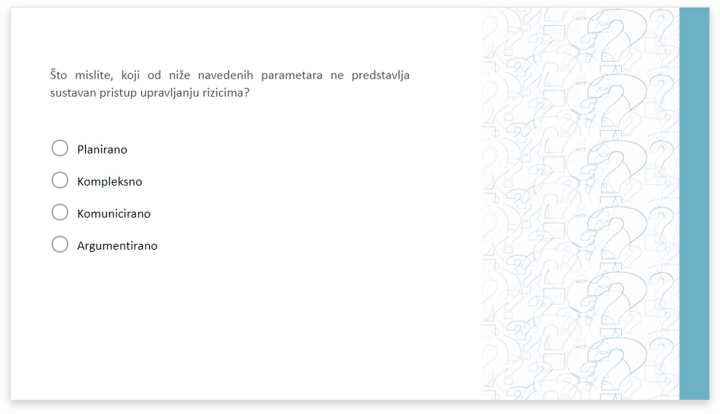 Što mislite, koji od niže navedenih parametara ne predstavlja
sustavan pristup upravljanju rizicima?
Planirano
Kompleksno
Komunicirano
Argumentirano